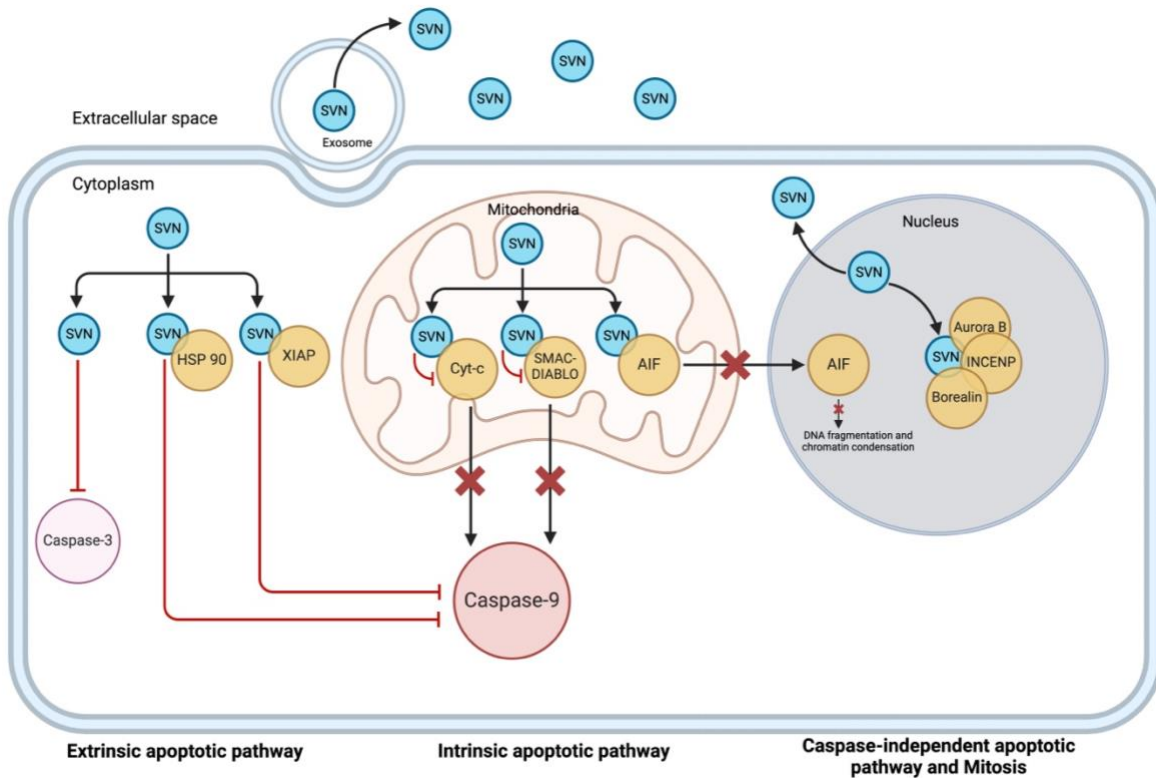 SVN
SVN
SVN
SVN
SVN
Exosome
Extracellular space
Cytoplasm
SVN
SVN
SVN
HSP 90
SVN
XIAP
Caspase-3
Mitochondria
SVN
SVN
Cyt-c
SVN
SMAC-
DIABLO
SVN
AIF
Caspase-9
SVN
Nucleus
SVN
AIF
DNA fragmentation and
chromatin condensation
SVN
Aurora B
INCENP
Borealin
Extrinsic apoptotic pathway
Intrinsic apoptotic pathway
Caspase-independent apoptotic
pathway and Mitosis